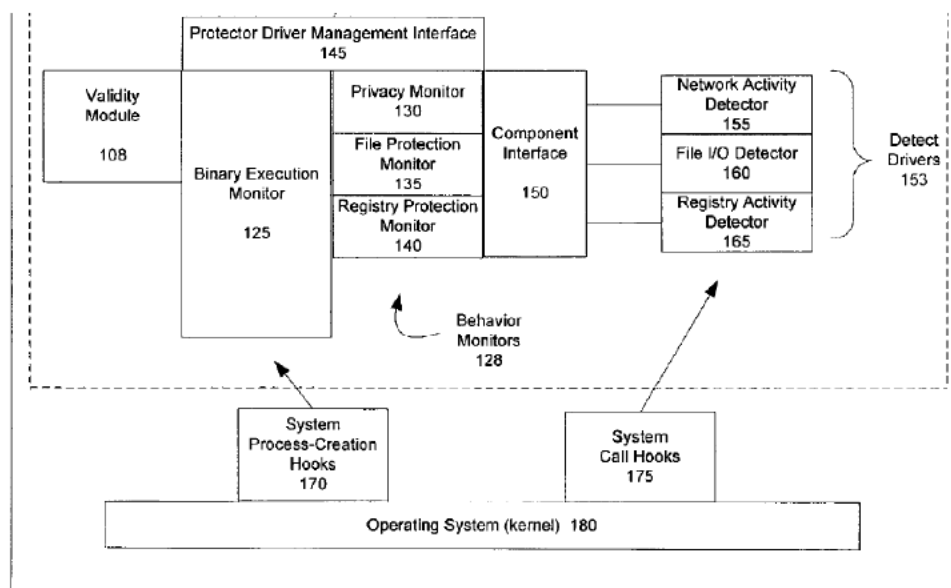 Protector Driver Management Interface
145
Validity
Module
108
Binary Execution
Monitor
125
Privacy Monitor
130
File Protection
Monitor
135
Registry Protection
Monitor
140
Component
Interface
150
Network Activity
Detector
155
File I/O Detector
160
Registry Activity
Detector
165
Detect
Drivers
153
Behavior
Monitors
128
System
Process-Creation
Hooks
170
System
Call Hooks
175
Operating System (kernel) 180